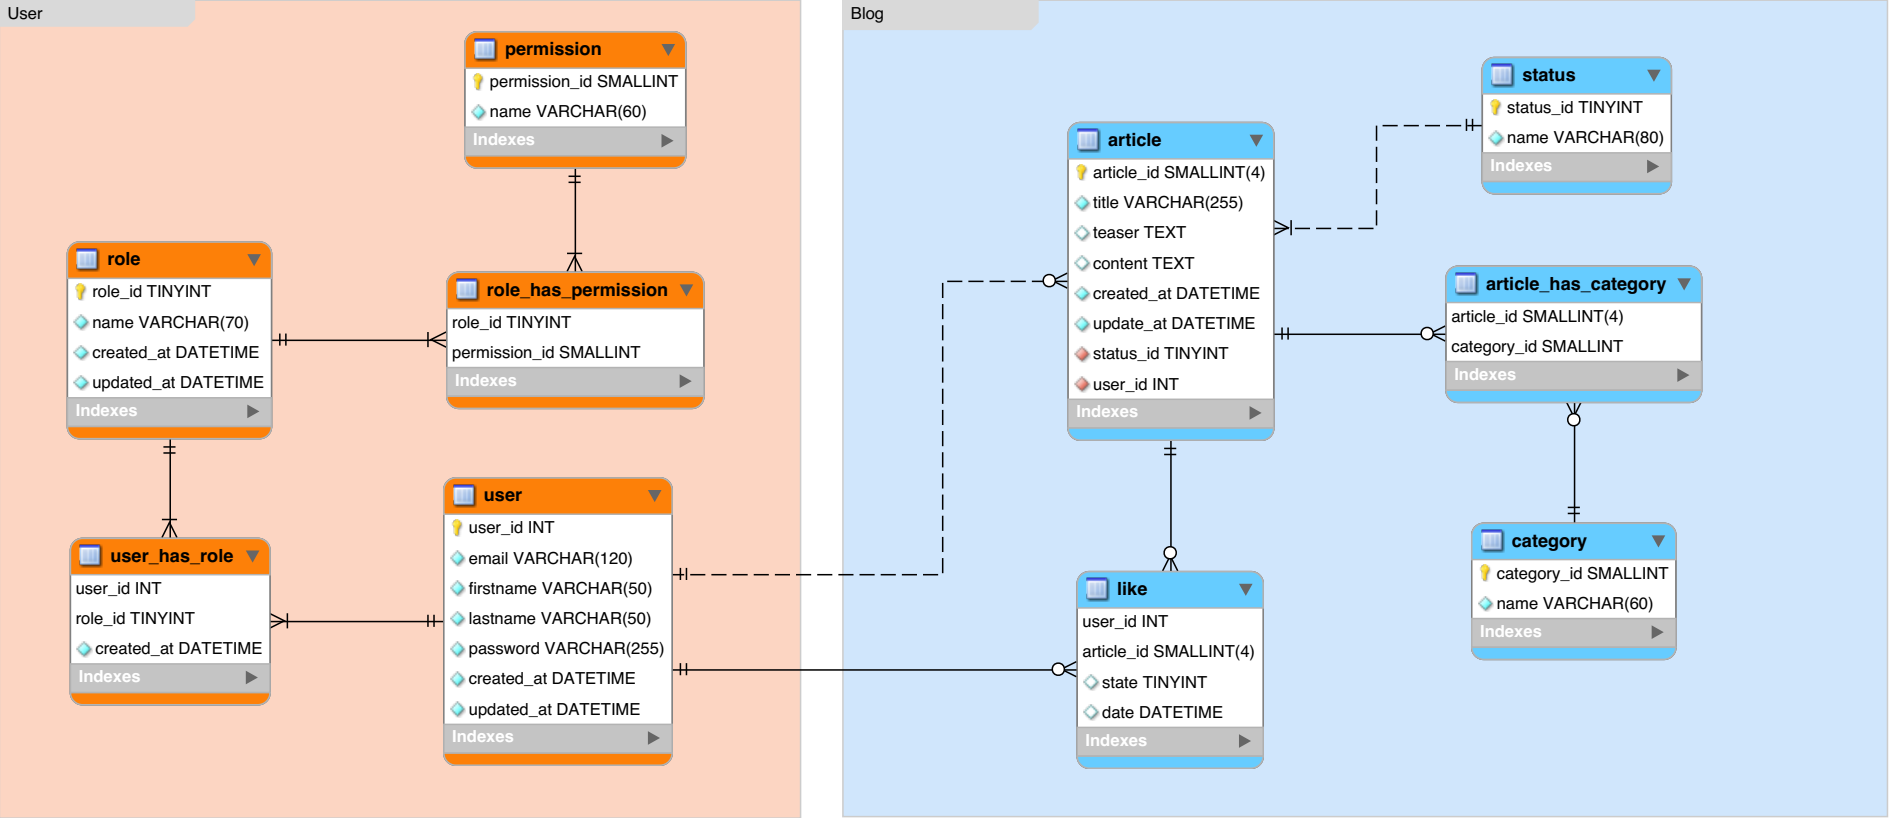 User
permission
permission_id SMALLINT
name VARCHAR(60)
Indexes
role
role_id TINYINT
name VARCHAR(70)
created_at DATETIME
updated_at DATETIME
Indexes
role_has_permission
role_id TINYINT
permission_id SMALLINT
Indexes
user_has_role
user_id INT
role_id TINYINT
created_at DATETIME
Indexes
user
user_id INT
email VARCHAR(120)
firstname VARCHAR(50)
lastname VARCHAR(50)
password VARCHAR(255)
created_at DATETIME
updated_at DATETIME
Indexes
Blog
article
article_id SMALLINT(4)
title VARCHAR(255)
teaser TEXT
content TEXT
created_at DATETIME
update_at DATETIME
status_id TINYINT
user_id INT
Indexes
status
status_id TINYINT
name VARCHAR(80)
Indexes
article_has_category
article_id SMALLINT(4)
category_id SMALLINT
Indexes
like
user_id INT
article_id SMALLINT(4)
state TINYINT
date DATETIME
Indexes
category
category_id SMALLINT
name VARCHAR(60)
Indexes